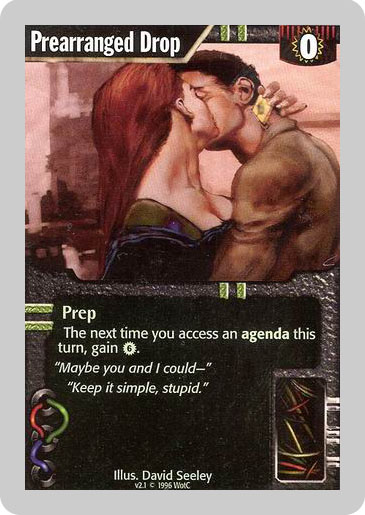 Prearranged Drop
0
Prep
The next time you access an agenda this
turn, gain 6.
"Maybe you and I could—"
"Keep it simple, stupid."
Illus. David Seeley
v2.1 © 1996 WotC